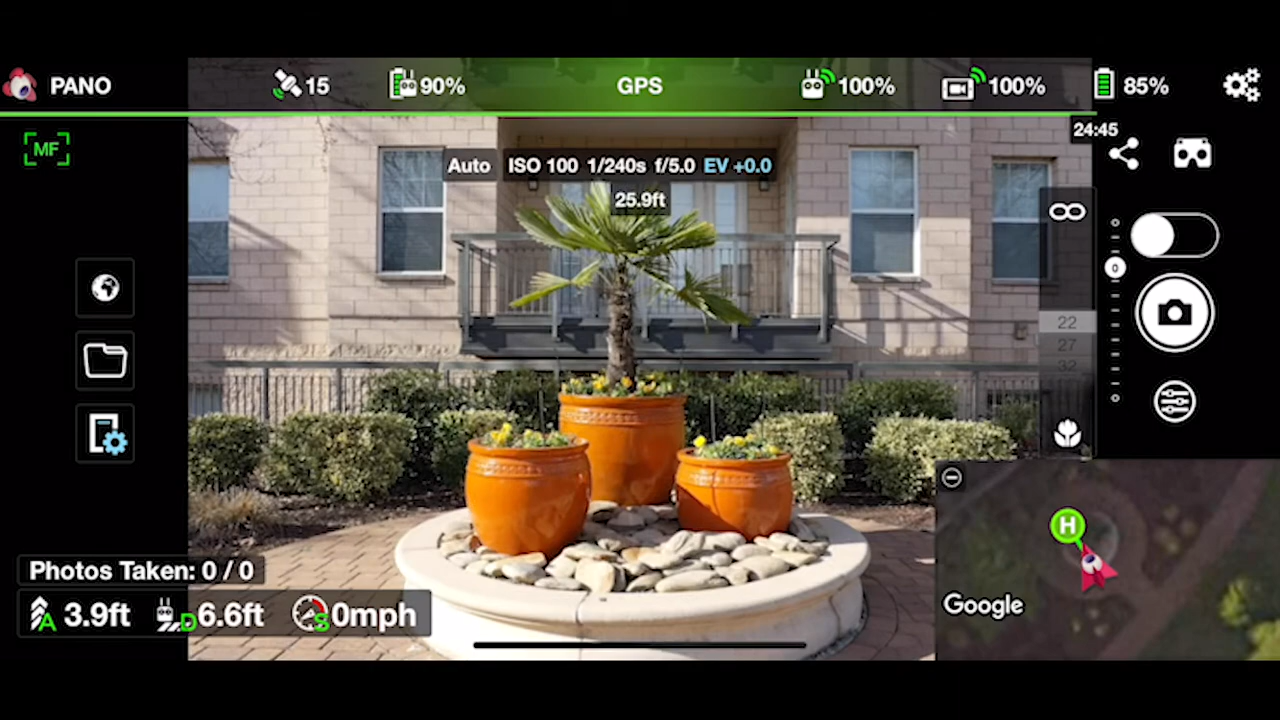 PANO
15
90%
GPS
100%
100%
85%
24:45
MF
Auto ISO 100 1/240s f/5.0 EV +0.0
25.9ft
0
22
27
32
H
Photos Taken: 0 / 0
A 3.9ft D 6.6ft S 0mph
Google